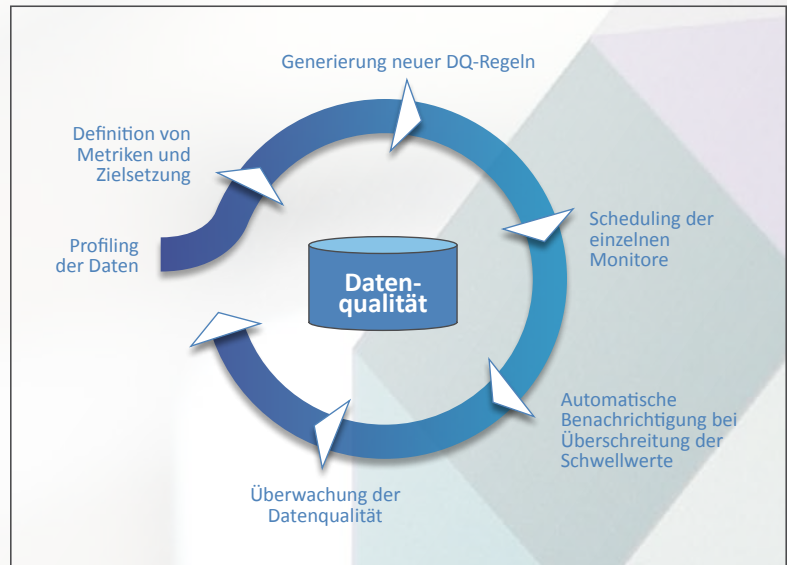 Generierung neuer DQ-Regeln
Definition von
Metriken und
Zielsetzung
Profiling
der Daten
Scheduling der
einzelnen
Monitore
Daten-
qualität
Automatische
Benachrichtigung bei
Überschreitung der
Schwellwerte
Überwachung der
Datenqualität